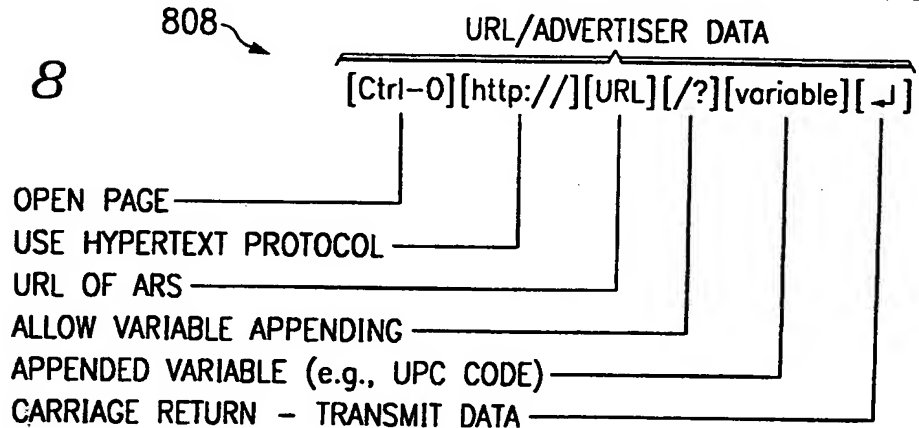 808
URL/ADVERTISER DATA
8
[Ctrl-O][http://][URL][/?][variable][↵]
OPEN PAGE
USE HYPERTEXT PROTOCOL
URL OF ARS
ALLOW VARIABLE APPENDING
APPENDED VARIABLE (e.g., UPC CODE)
CARRIAGE RETURN - TRANSMIT DATA